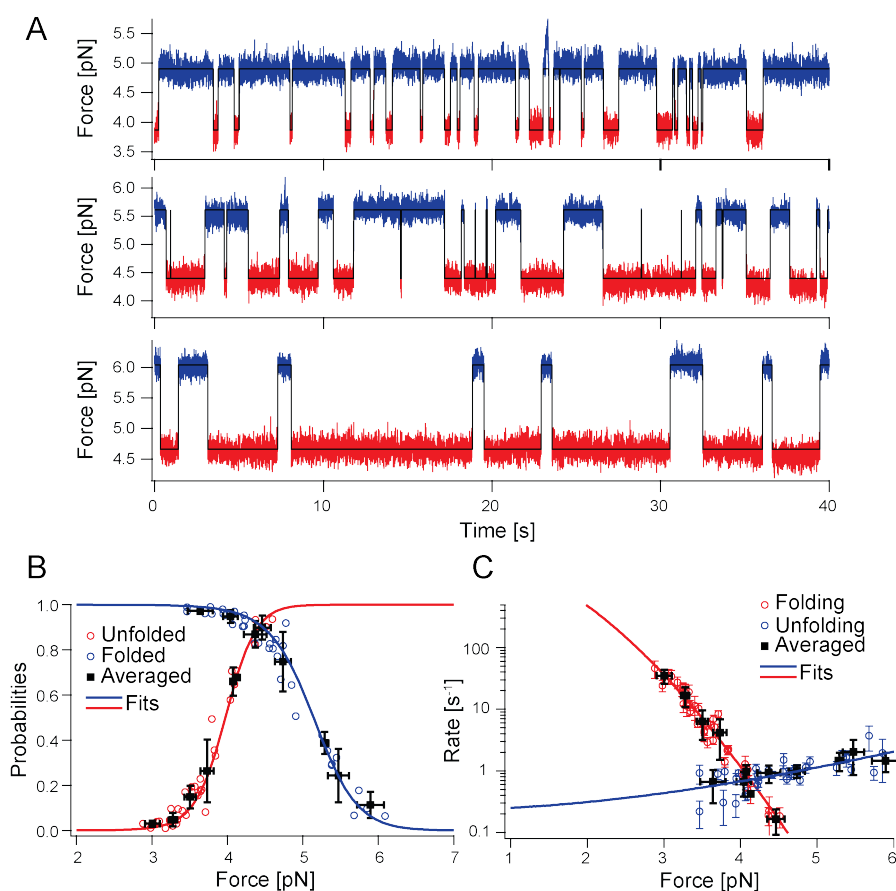 A
Force [pN]
5.5
5.0
4.5
4.0
3.5
Force [pN]
6.0
5.5
5.0
4.5
4.0
Force [pN]
6.0
5.5
5.0
4.5
0 10 20 30 40
Time [s]
B
Probabilities
1.0
0.8
0.6
0.4
0.2
0.0
Unfolded
Folded
Averaged
Fits
2 3 4 5 6 7
Force [pN]
C
Rate [s⁻¹]
100
10
1
0.1
Folding
Unfolding
Averaged
Fits
1 2 3 4 5 6
Force [pN]